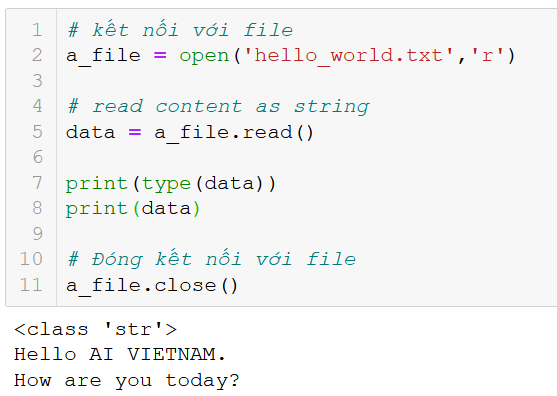 1 # kết nối với file
2 a_file = open('hello_world.txt','r')
3
4 # read content as string
5 data = a_file.read()
6
7 print(type(data))
8 print(data)
9
10 # Đóng kết nối với file
11 a_file.close()
<class 'str'>
Hello AI VIETNAM.
How are you today?